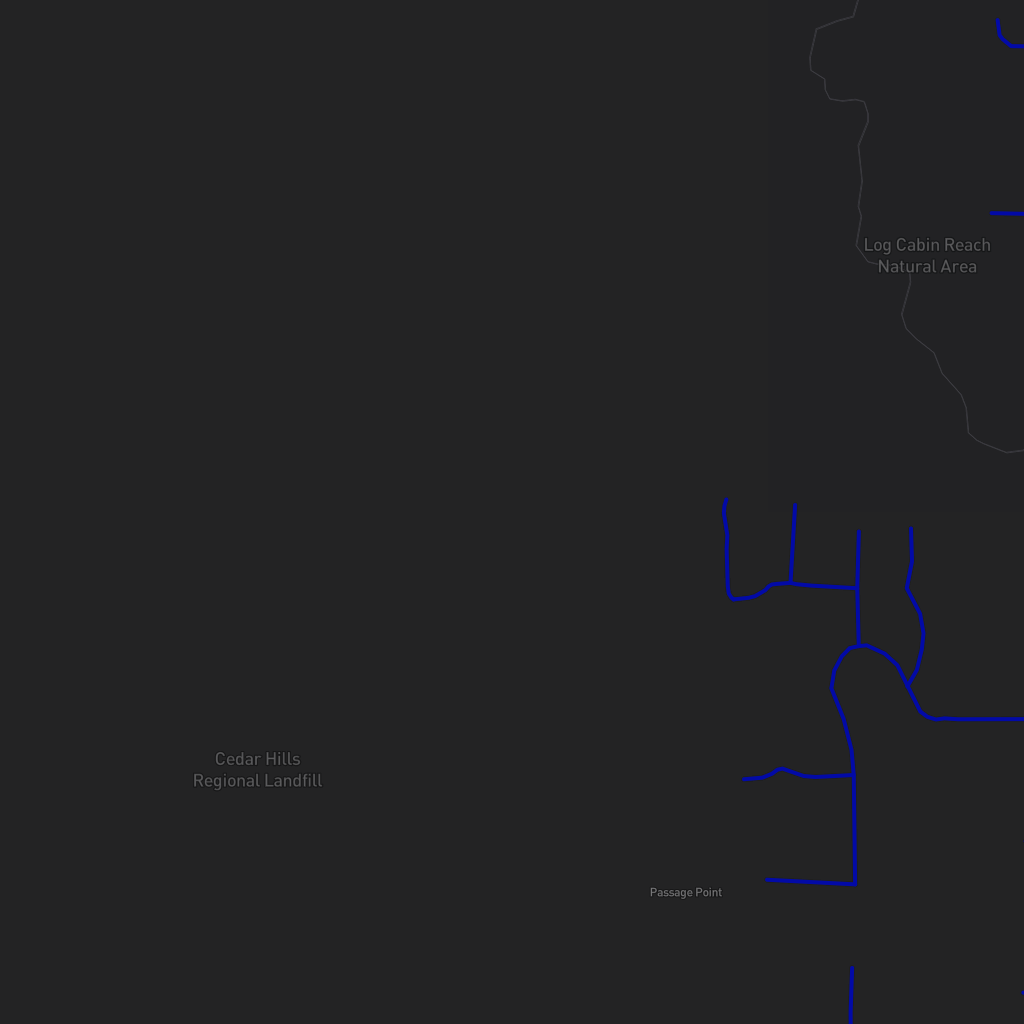 Log Cabin Reach
Natural Area
Cedar Hills
Regional Landfill
Passage Point